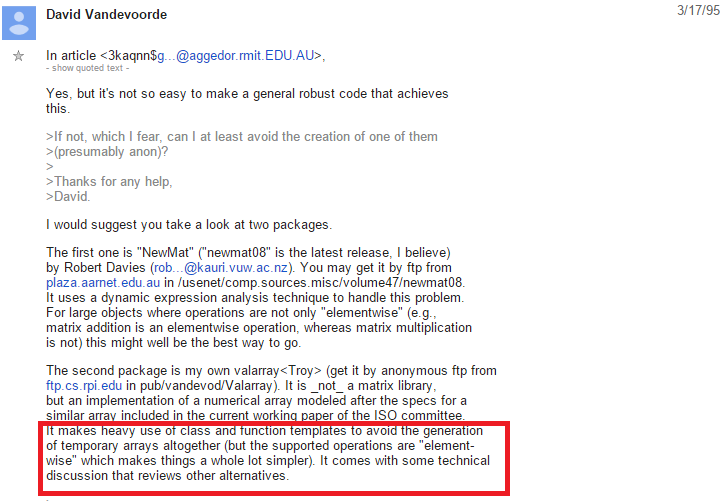 David Vandevoorde
3/17/95
In article <3kaqnn$g...@aggedor.rmit.EDU.AU>,
- show quoted text -
Yes, but it's not so easy to make a general robust code that achieves
this.
>If not, which I fear, can I at least avoid the creation of one of them
>(presumably anon)?
>
>Thanks for any help,
>David.
I would suggest you take a look at two packages.
The first one is "NewMat" ("newmat08" is the latest release, I believe)
by Robert Davies (rob...@kauri.vuw.ac.nz). You may get it by ftp from
plaza.aarnet.edu.au in /usenet/comp.sources.misc/volume47/newmat08.
It uses a dynamic expression analysis technique to handle this problem.
For large objects where operations are not only "elementwise" (e.g.,
matrix addition is an elementwise operation, whereas matrix multiplication
is not) this might well be the best way to go.
The second package is my own valarray<Troy> (get it by anonymous ftp from
ftp.cs.rpi.edu in pub/vandevod/Valarray). It is _not_ a matrix library,
but an implementation of a numerical array modeled after the specs for a
similar array included in the current working paper of the ISO committee.
It makes heavy use of class and function templates to avoid the generation
of temporary arrays altogether (but the supported operations are "element-
wise" which makes things a whole lot simpler). It comes with some technical
discussion that reviews other alternatives.